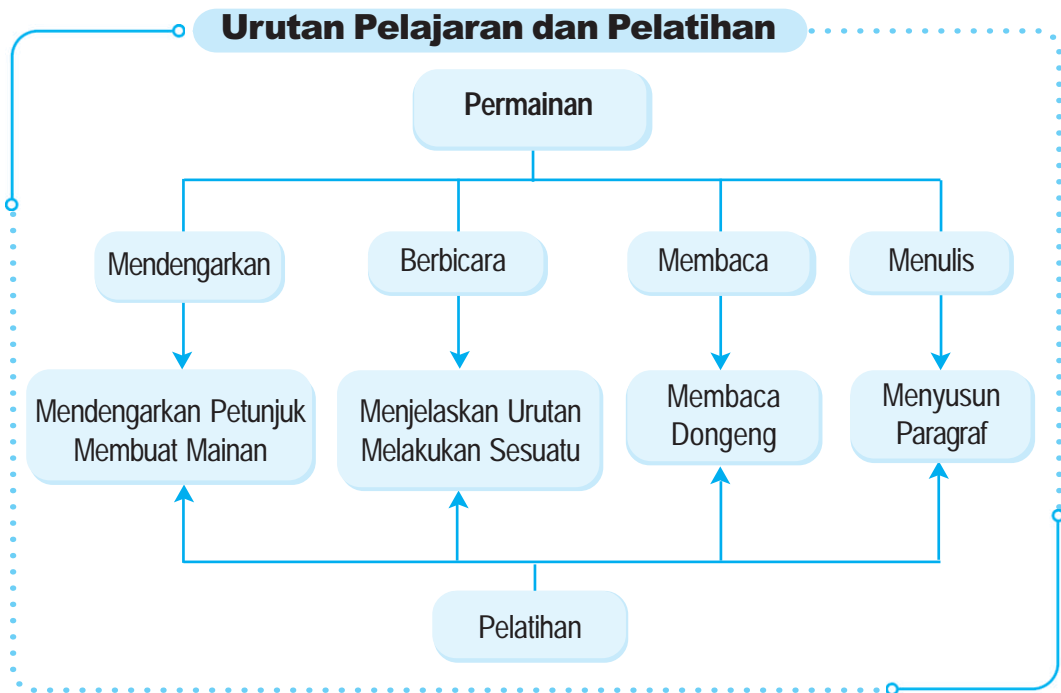 Urutan Pelajaran dan Pelatihan
Permainan
Mendengarkan
Berbicara
Membaca
Menulis
Mendengarkan Petunjuk
Membuat Mainan
Menjelaskan Urutan
Melakukan Sesuatu
Membaca
Dongeng
Menyusun
Paragraf
Pelatihan